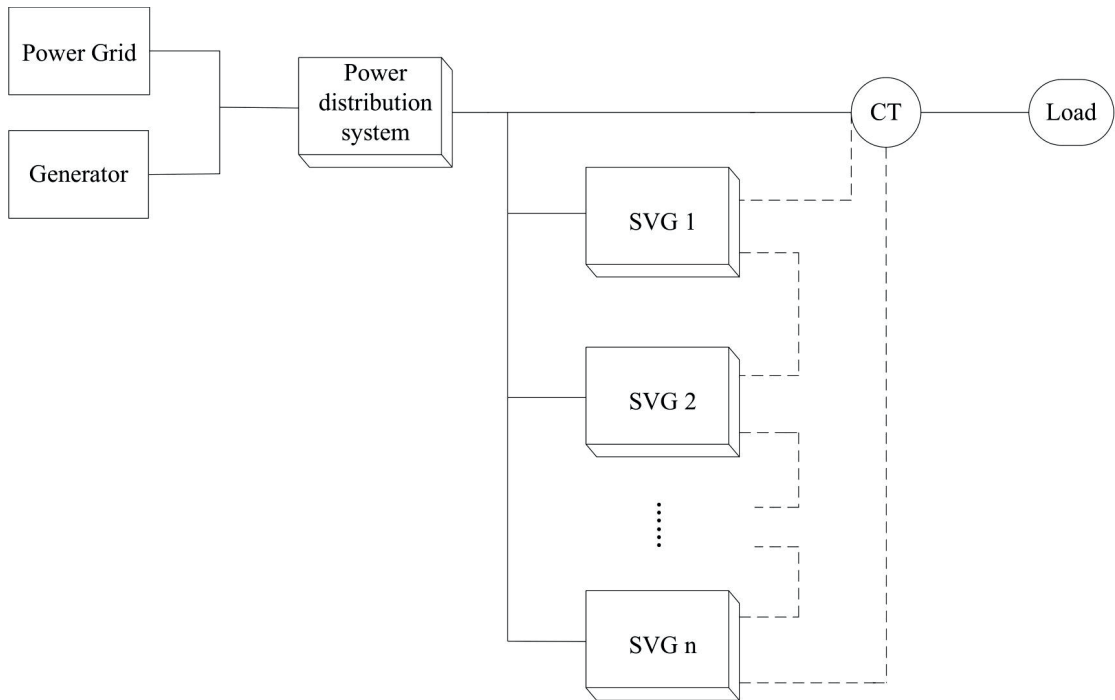 Power Grid
Generator
Power
distribution
system
CT
Load
SVG 1
SVG 2
SVG n